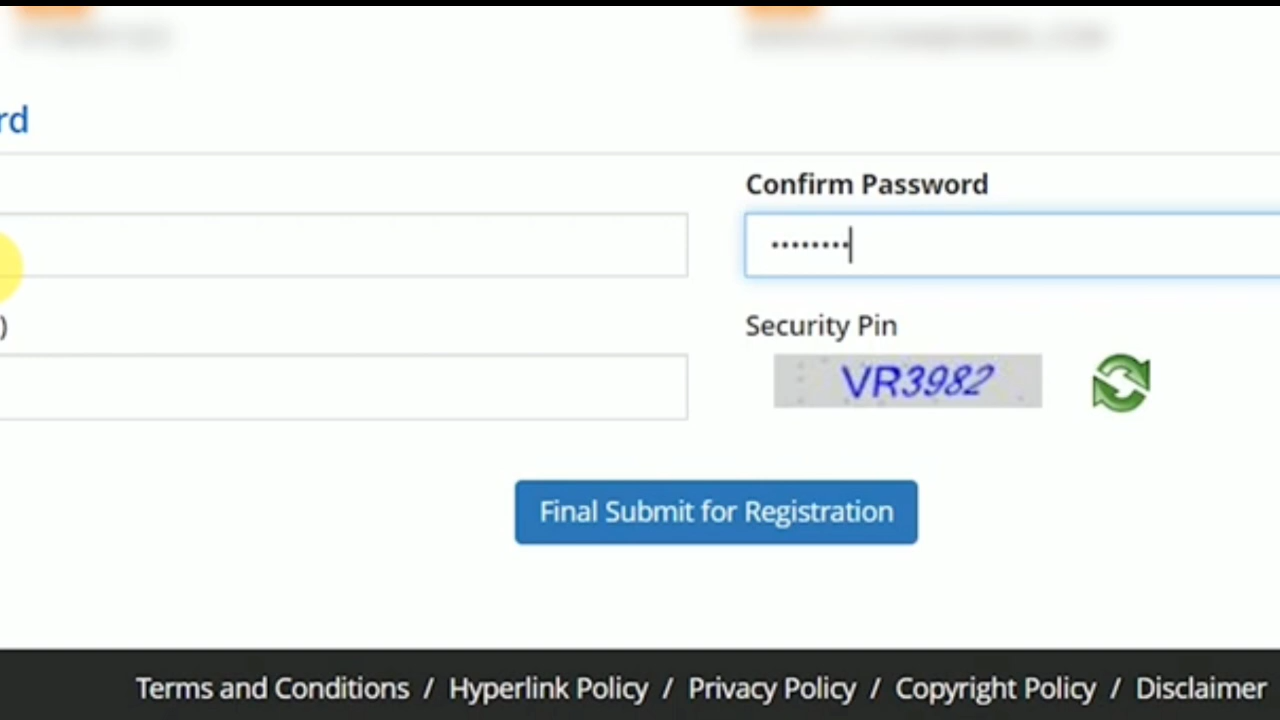 rd
Confirm Password
••••••••
)
Security Pin
VR3982
Final Submit for Registration
Terms and Conditions / Hyperlink Policy / Privacy Policy / Copyright Policy / Disclaimer